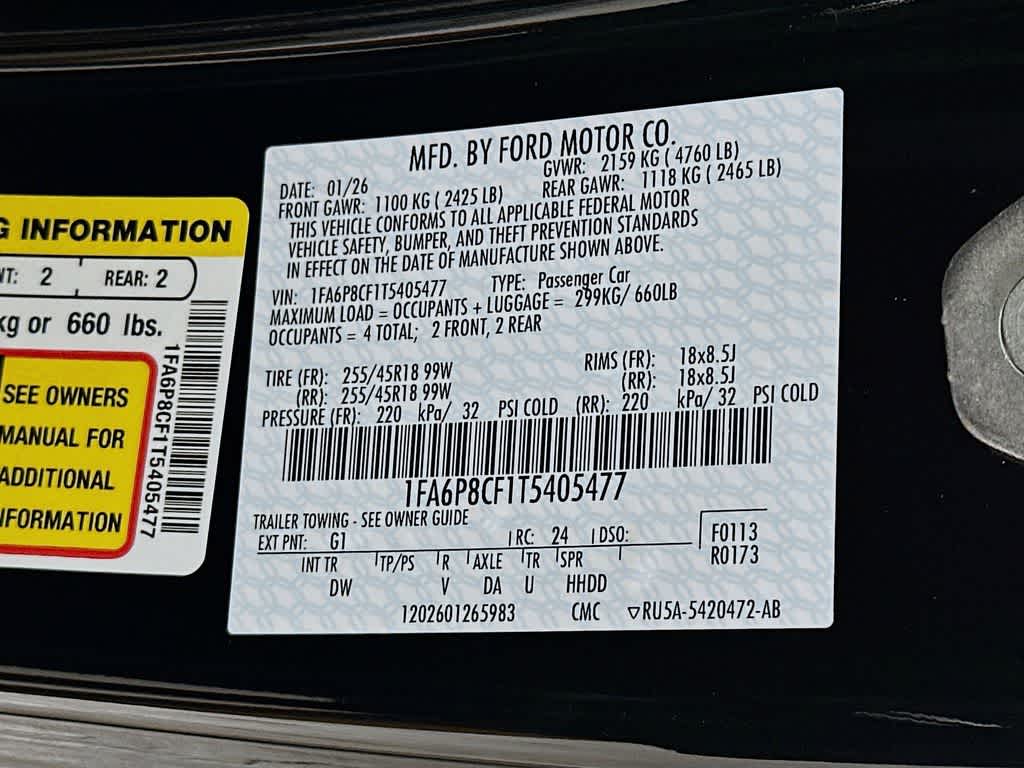 G INFORMATION
NT: 2 REAR: 2
kg or 660 lbs.
SEE OWNERS
MANUAL FOR
ADDITIONAL
INFORMATION
1FA6P8CF1T5405477
MFD. BY FORD MOTOR CO.
DATE: 01/26 GVWR: 2159 KG ( 4760 LB)
FRONT GAWR: 1100 KG ( 2425 LB) REAR GAWR: 1118 KG ( 2465 LB)
THIS VEHICLE CONFORMS TO ALL APPLICABLE FEDERAL MOTOR
VEHICLE SAFETY, BUMPER, AND THEFT PREVENTION STANDARDS
IN EFFECT ON THE DATE OF MANUFACTURE SHOWN ABOVE.
VIN: 1FA6P8CF1T5405477 TYPE: Passenger Car
MAXIMUM LOAD = OCCUPANTS + LUGGAGE = 299KG/ 660LB
OCCUPANTS = 4 TOTAL; 2 FRONT, 2 REAR
TIRE (FR): 255/45R18 99W RIMS (FR): 18x8.5J
(RR): 255/45R18 99W (RR): 18x8.5J
PRESSURE (FR): 220 kPa/ 32 PSI COLD (RR): 220 kPa/ 32 PSI COLD
1FA6P8CF1T5405477
TRAILER TOWING - SEE OWNER GUIDE
EXT PNT: G1 RC: 24 DSO: F0113
R0173
INT TR TP/PS R AXLE TR SPR
DW V DA U HHDD
1202601265983 CMC ▽RU5A-5420472-AB